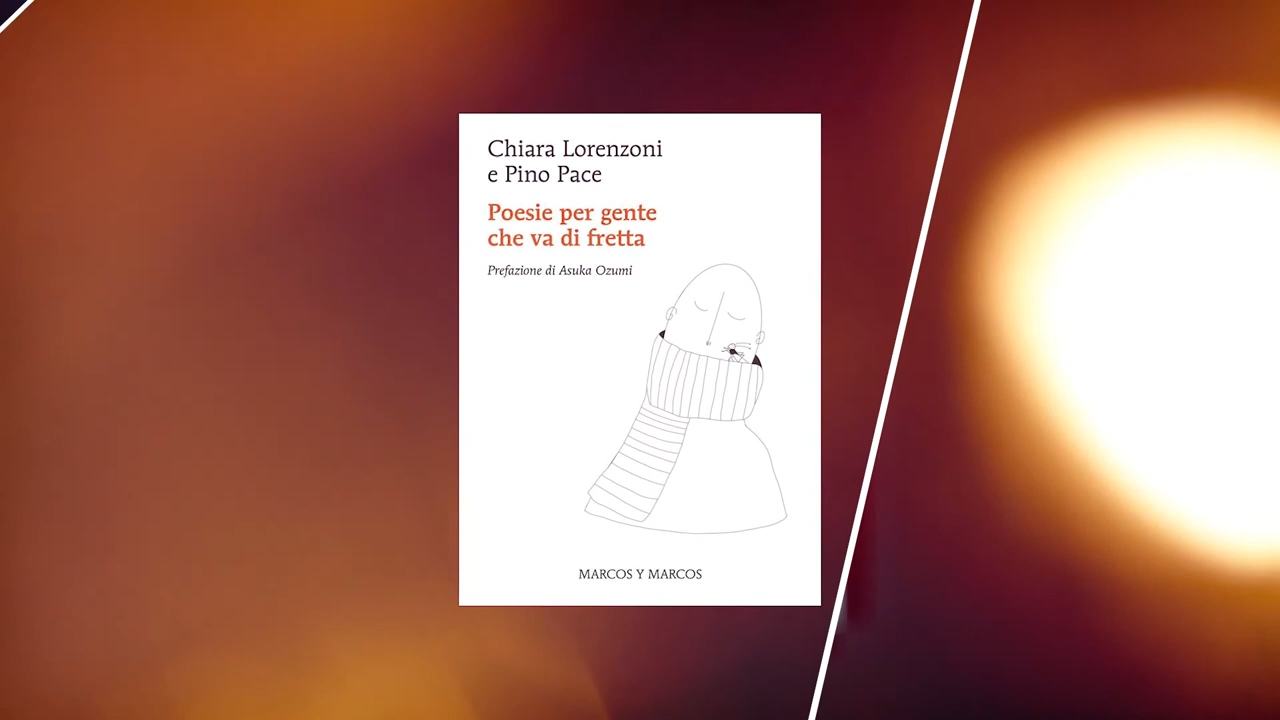 Chiara Lorenzoni
e Pino Pace
Poesie per gente
che va di fretta
Prefazione di Asuka Ozumi
MARCOS Y MARCOS